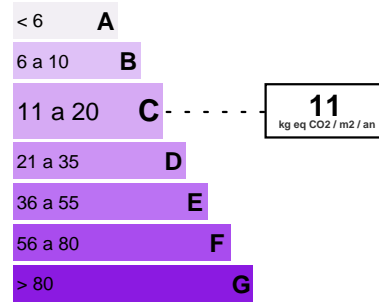 < 6 A
6 a 10 B
11 a 20 C
11
kg eq CO2 / m2 / an
21 a 35 D
36 a 55 E
56 a 80 F
> 80 G